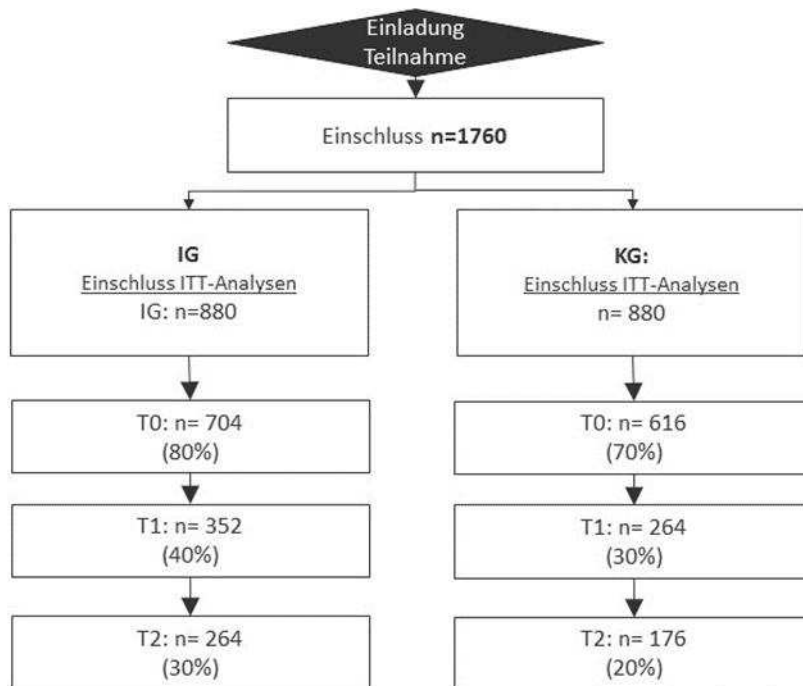 Einladung
Teilnahme
Einschluss n=1760
IG
Einschluss ITT-Analysen
IG: n=880
KG:
Einschluss ITT-Analysen
n= 880
T0: n= 704
(80%)
T0: n= 616
(70%)
T1: n= 352
(40%)
T1: n= 264
(30%)
T2: n= 264
(30%)
T2: n= 176
(20%)